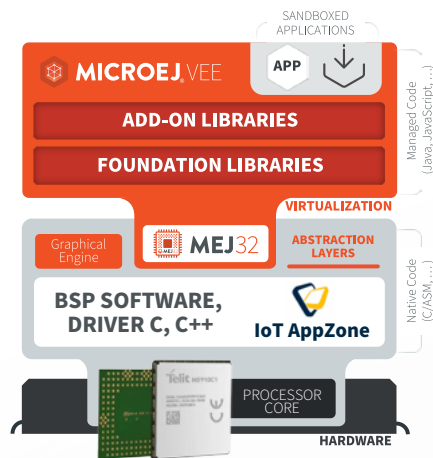 SANDBOXED
APPLICATIONS
MICROEJ. VEE
APP
ADD-ON LIBRARIES
FOUNDATION LIBRARIES
Managed Code
(Java, JavaScript, ...)
VIRTUALIZATION
Graphical
Engine
MEJ
MEJ32
ABSTRACTION
LAYERS
BSP SOFTWARE,
DRIVER C, C++
IoT AppZone
Native Code
(C/ASM, ...)
Telit
PROCESSOR
CORE
HARDWARE